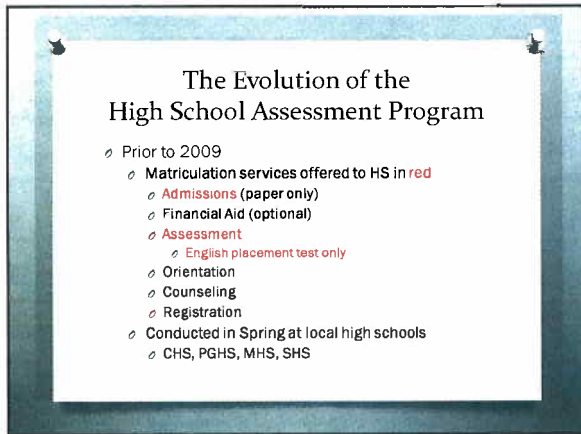 The Evolution of the
High School Assessment Program
Prior to 2009
Matriculation services offered to HS in red
Admissions (paper only)
Financial Aid (optional)
Assessment
English placement test only
Orientation
Counseling
Registration
Conducted in Spring at local high schools
CHS, PGHS, MHS, SHS